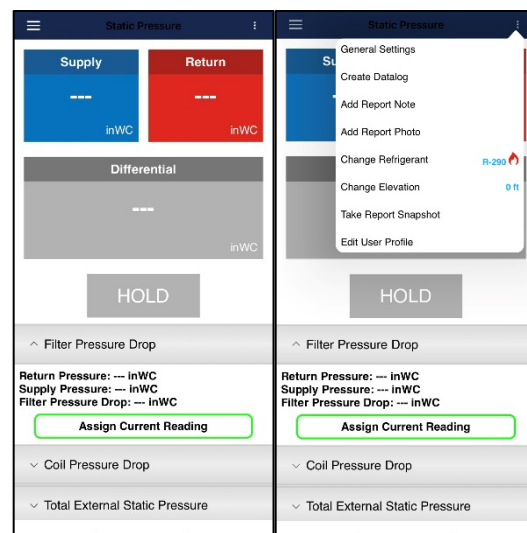 Static Pressure
Supply
Return
---
---
inWC
inWC
Differential
---
inWC
HOLD
Filter Pressure Drop
Return Pressure: --- inWC
Supply Pressure: --- inWC
Filter Pressure Drop: --- inWC
Assign Current Reading
Coil Pressure Drop
Total External Static Pressure
Static Pressure
Su
General Settings
Create Datalog
Add Report Note
Add Report Photo
Change Refrigerant R-290
Change Elevation 0 ft
Take Report Snapshot
Edit User Profile
HOLD
Filter Pressure Drop
Return Pressure: --- inWC
Supply Pressure: --- inWC
Filter Pressure Drop: --- inWC
Assign Current Reading
Coil Pressure Drop
Total External Static Pressure